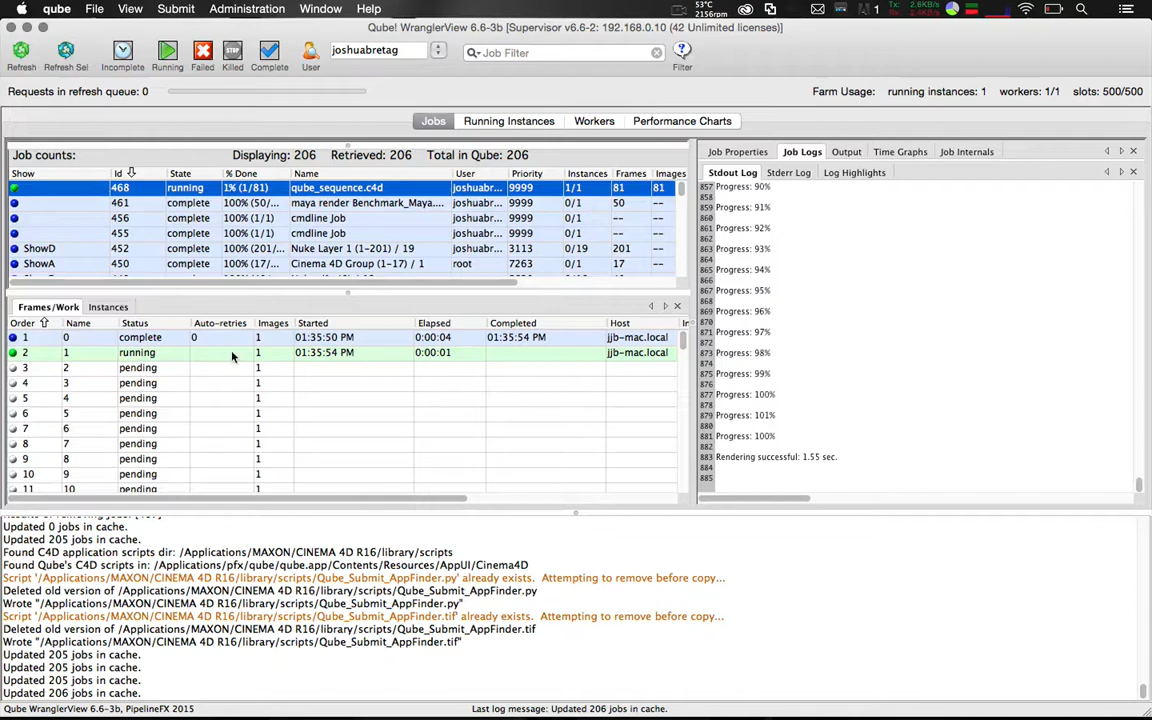 qube File View Submit Administration Window Help 53°C 2156rpm 1 Tx: 2.6KB/s
Qube! WranglerView 6.6-3b [Supervisor v6.6-2: 192.168.0.10 (42 Unlimited licenses)]
joshuabretag Job Filter
Refresh Refresh Sel Incomplete Running Failed Killed Complete User Filter
Requests in refresh queue: 0 Farm Usage: running instances: 1 workers: 1/1 slots: 500/500
Jobs Running Instances Workers Performance Charts
Job counts: Displaying: 206 Retrieved: 206 Total in Qube: 206
Show Id State % Done Name User Priority Instances Frames Images
468 running 1% (1/81) qube_sequence.c4d joshuabr... 9999 1/1 81 81
461 complete 100% (50/... maya render Benchmark_Maya.... joshuabr... 9999 0/1 50 --
456 complete 100% (1/1) cmdline Job joshuabr... 9999 0/1 -- --
455 complete 100% (1/1) cmdline Job joshuabr... 9999 0/1 -- --
ShowD 452 complete 100% (201/... Nuke Layer 1 (1-201) / 19 joshuabr... 3113 0/19 201 --
ShowA 450 complete 100% (17/... Cinema 4D Group (1-17) / 1 root 7263 0/1 17 --
Frames/Work Instances
Order Name Status Auto-retries Images Started Elapsed Completed Host
1 0 complete 0 1 01:35:50 PM 0:00:04 01:35:54 PM jjb-mac.local
2 1 running 1 01:35:54 PM 0:00:01 jjb-mac.local
3 2 pending 1
4 3 pending 1
5 4 pending 1
6 5 pending 1
7 6 pending 1
8 7 pending 1
9 8 pending 1
10 9 pending 1
11 10 pending 1
Job Properties Job Logs Output Time Graphs Job Internals
Stdout Log Stderr Log Log Highlights
857 Progress: 90%
858
859 Progress: 91%
860
861 Progress: 92%
862
863 Progress: 93%
864
865 Progress: 94%
866
867 Progress: 95%
868
869 Progress: 96%
870
871 Progress: 97%
872
873 Progress: 98%
874
875 Progress: 99%
876
877 Progress: 100%
878
879 Progress: 101%
880
881 Progress: 100%
882
883 Rendering successful: 1.55 sec.
884
885
Updated 0 jobs in cache.
Updated 205 jobs in cache.
Found C4D application scripts dir: /Applications/MAXON/CINEMA 4D R16/library/scripts
Found Qube's C4D scripts in: /Applications/pfx/qube/qube.app/Contents/Resources/AppUI/Cinema4D
Script '/Applications/MAXON/CINEMA 4D R16/library/scripts/Qube_Submit_AppFinder.py' already exists. Attempting to remove before copy...
Deleted old version of /Applications/MAXON/CINEMA 4D R16/library/scripts/Qube_Submit_AppFinder.py
Wrote "/Applications/MAXON/CINEMA 4D R16/library/scripts/Qube_Submit_AppFinder.py"
Script '/Applications/MAXON/CINEMA 4D R16/library/scripts/Qube_Submit_AppFinder.tif' already exists. Attempting to remove before copy...
Deleted old version of /Applications/MAXON/CINEMA 4D R16/library/scripts/Qube_Submit_AppFinder.tif
Wrote "/Applications/MAXON/CINEMA 4D R16/library/scripts/Qube_Submit_AppFinder.tif"
Updated 205 jobs in cache.
Updated 205 jobs in cache.
Updated 205 jobs in cache.
Updated 206 jobs in cache.
Qube WranglerView 6.6-3b, PipelineFX 2015 Last log message: Updated 206 jobs in cache.